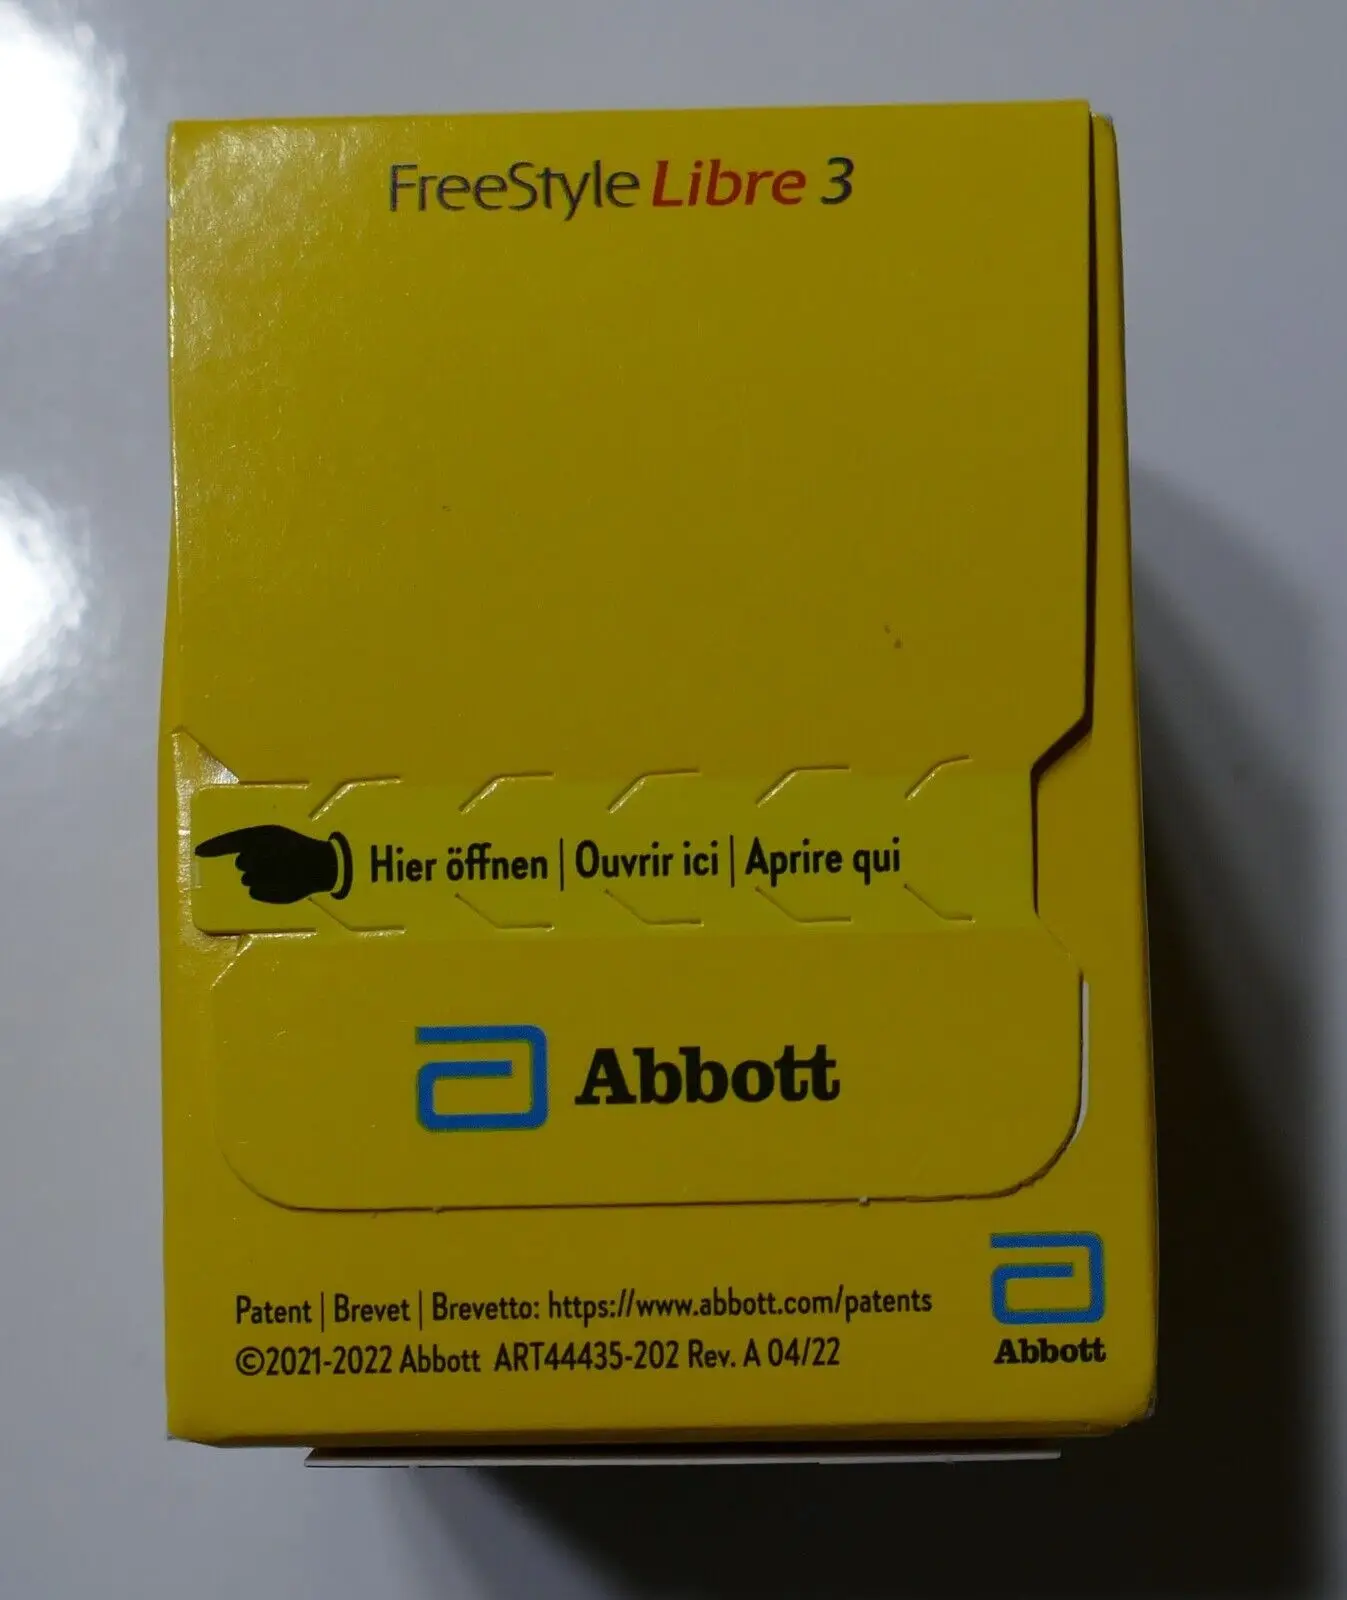 FreeStyle Libre 3
Hier öffnen | Ouvrir ici | Aprire qui
Abbott
Patent | Brevet | Brevetto: https://www.abbott.com/patents
©2021-2022 Abbott ART44435-202 Rev. A 04/22
Abbott